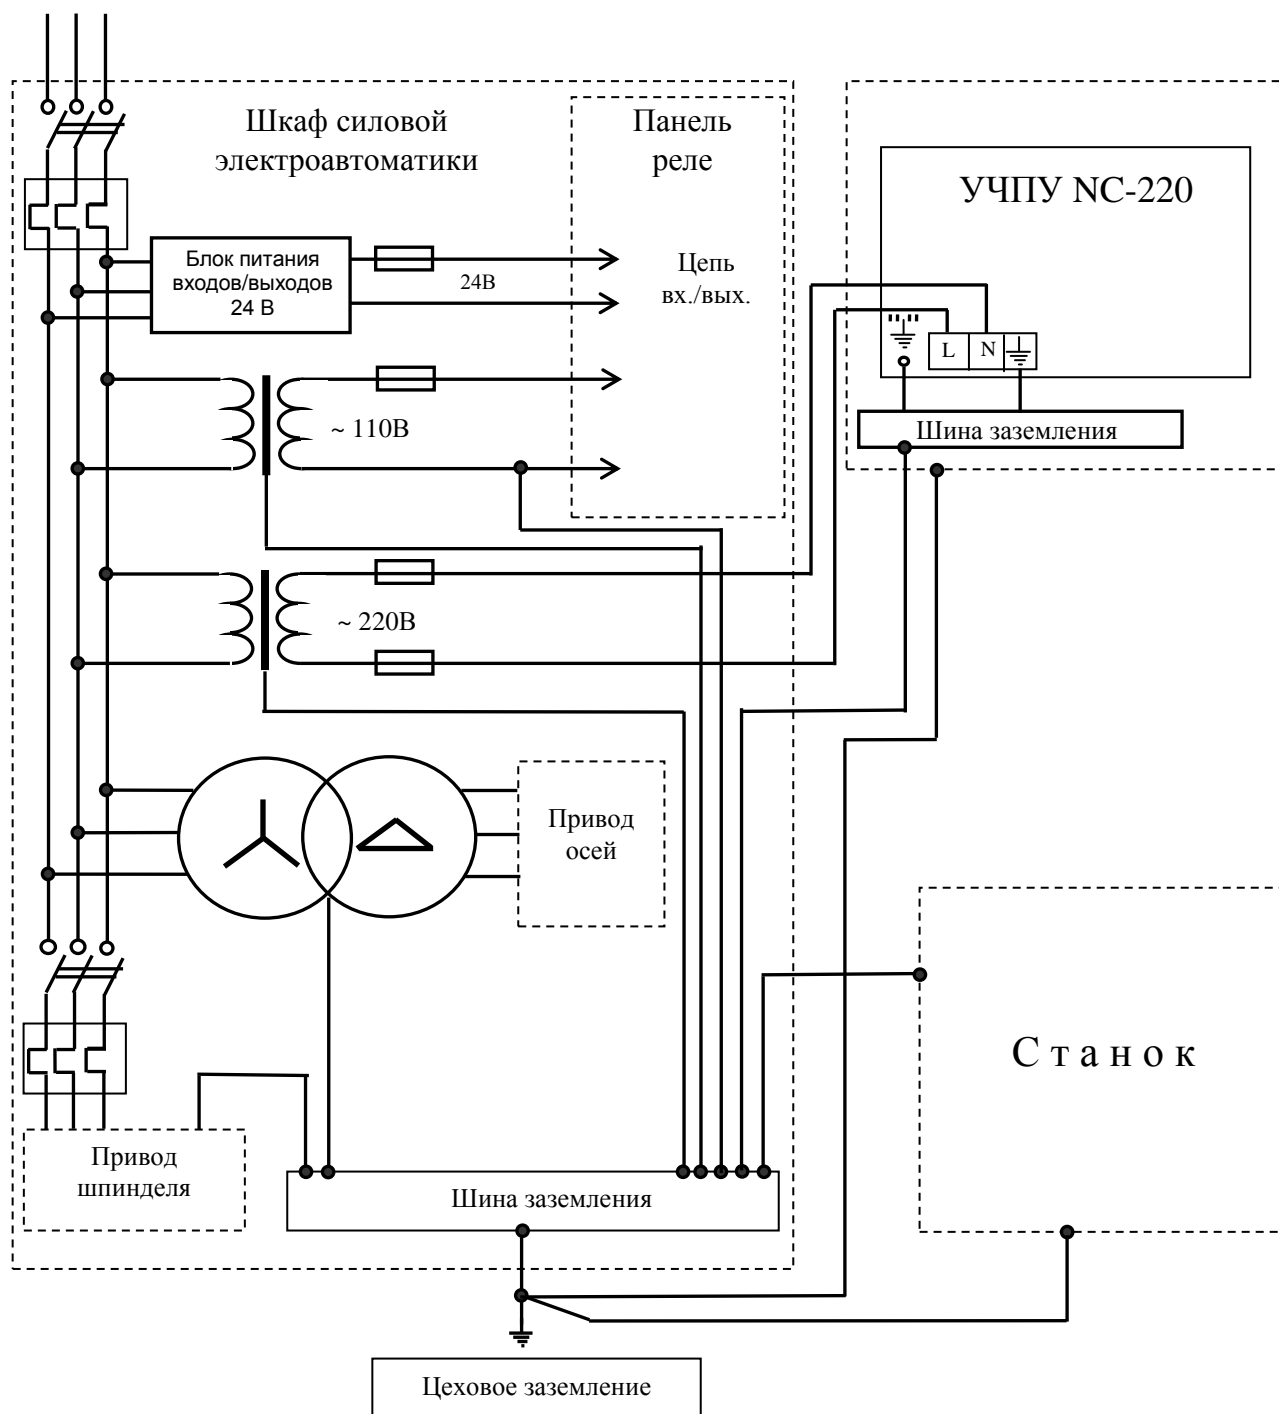 Шкаф силовой
электроавтоматики
Панель
реле
УЧПУ NC-220
Блок питания
входов/выходов
24 В
24В
Цепь
вх./вых.
L
N
Шина заземления
~ 110В
~ 220В
Привод
осей
Станок
Привод
шпинделя
Шина заземления
Цеховое заземление